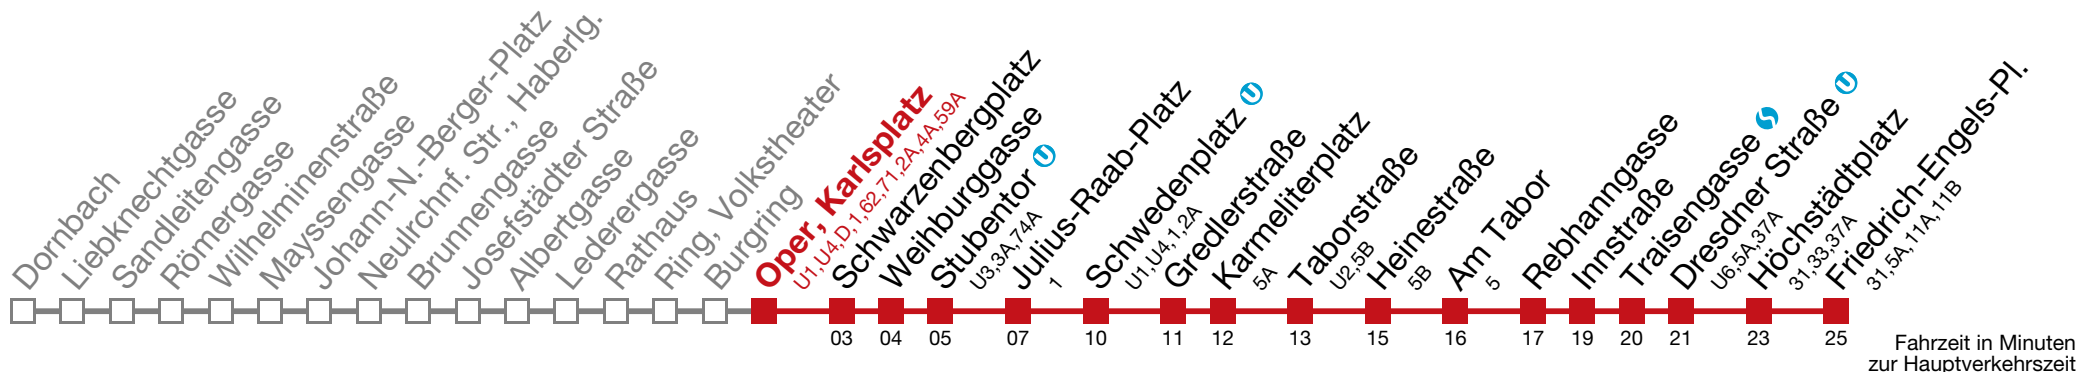 Dornbach
Liebknechtgasse
Sandleitengasse
Römergasse
Wilhelminenstraße
Mayssengasse
Johann-N.-Berger-Platz
Neulrchnf. Str., Haberlg.
Brunnengasse
Josefstädter Straße
Albertgasse
Lederergasse
Rathaus
Ring, Volkstheater
Burgring
Oper, Karlsplatz
U1,U4,D,1,62,71,2A,4A,59A
Schwarzenbergplatz
Weihburggasse
Stubentor U
U3,3A,74A
Julius-Raab-Platz
1
Schwedenplatz U
U1,U4,1,2A
Gredlerstraße
Karmeliterplatz
5A
Taborstraße
U2,5B
Heinestraße
5B
Am Tabor
5
Rebhanngasse
Innstraße
Traisengasse S
Dresdner Straße U
U6,5A,37A
Höchstädtplatz
31,33,37A
Friedrich-Engels-Pl.
31,5A,11A,11B
03 04 05 07 10 11 12 13 15 16 17 19 20 21 23 25
Fahrzeit in Minuten
zur Hauptverkehrszeit